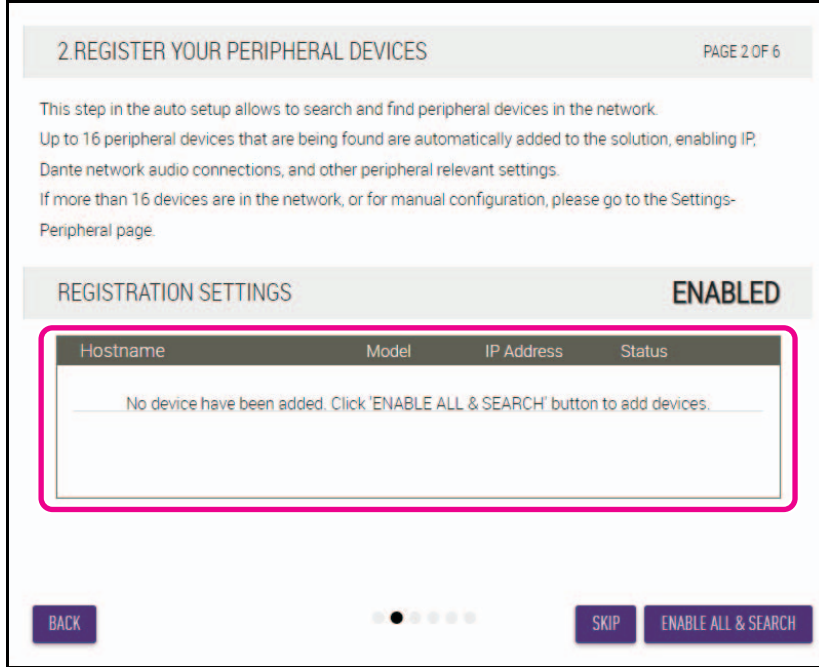 2.REGISTER YOUR PERIPHERAL DEVICES PAGE 2 OF 6
This step in the auto setup allows to search and find peripheral devices in the network.
Up to 16 peripheral devices that are being found are automatically added to the solution, enabling IP,
Dante network audio connections, and other peripheral relevant settings.
If more than 16 devices are in the network, or for manual configuration, please go to the Settings-
Peripheral page.
REGISTRATION SETTINGS ENABLED
Hostname Model IP Address Status
No device have been added. Click 'ENABLE ALL & SEARCH' button to add devices.
BACK SKIP ENABLE ALL & SEARCH